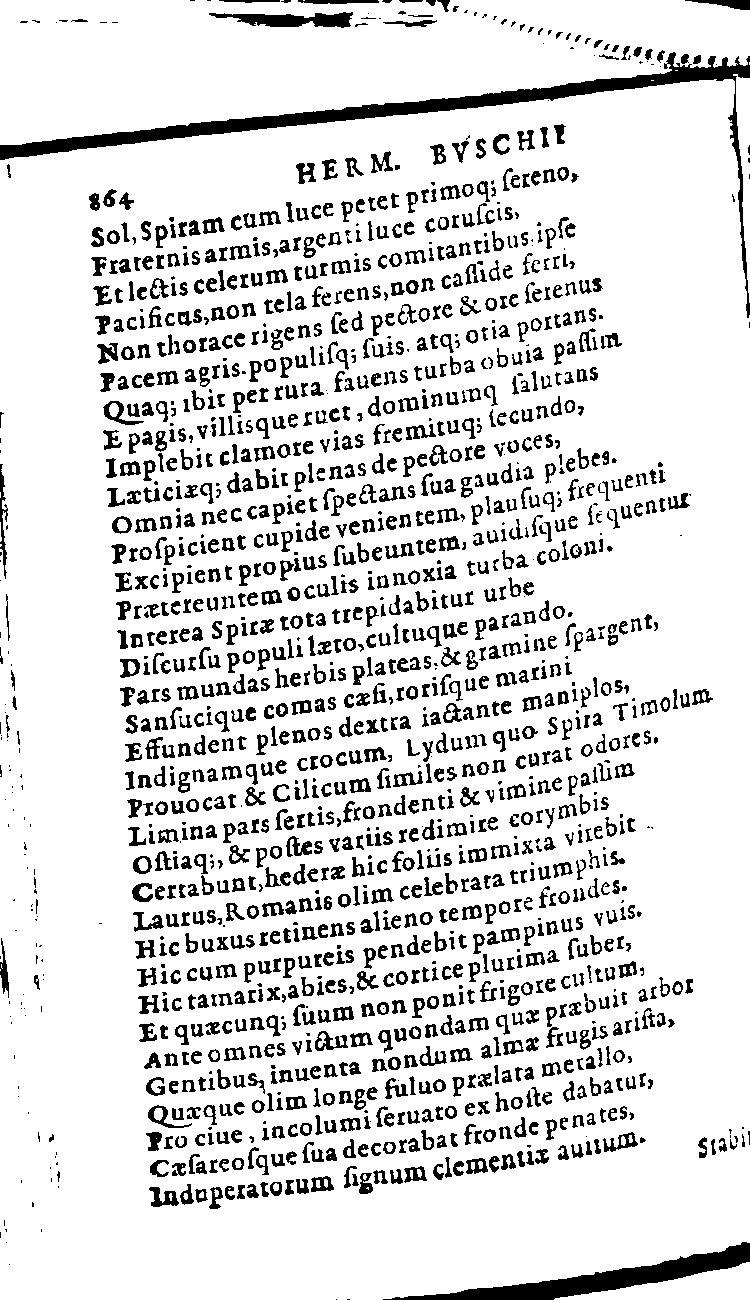 864
HERM. BVSCHII
Sol, Spiram cum luce petet primoq; ſereno,
Fraternis armis, argenti luce coruſcis,
Et lectis celerum turmis comitantibus ipſe
Pacificus, non tela ferens, non caſſide ferri,
Non thorace rigens ſed pectore & ore ſerenus
Pacem agris. populiſq; ſuis. atq; otia portans.
Quaq; ibit per rura fauens turba obuia paſſim
E pagis, villisque ruet, dominumq ſalutans
Implebit clamore vias fremituq; ſecundo,
Læticiæq; dabit plenas de pectore voces,
Omnia nec capiet ſpectans ſua gaudia plebes.
Proſpicient cupide venientem, plauſuq; frequenti
Excipient propius ſubeuntem, auidiſque ſequentur
Prætereuntem oculis innoxia turba coloni.
Interea Spiræ tota trepidabitur urbe
Diſcurſu populi læto, cultuque parando.
Pars mundas herbis plateas, & gramine ſpargent,
Sanſucique comas cæſi, roriſque marini
Effundent plenos dextra iactante maniplos,
Indignamque crocum, Lydum quo Spira Timolum
Prouocat & Cilicum ſimiles non curat odores.
Limina pars ſertis, frondenti & vimine paſſim
Oſtiaq;, & poſtes variis redimire corymbis
Certabunt, hederæ hic foliis immixta virebit
Laurus, Romanis olim celebrata triumphis.
Hic buxus retinens alieno tempore frondes.
Hic cum purpureis pendebit pampinus vuis.
Hic tamarix, abies, & cortice plurima ſuber,
Et quæcunq; ſuum non ponit frigore cultum,
Ante omnes victum quondam quæ præbuit arbor
Gentibus, inuenta nondum almæ frugis ariſta,
Quæque olim longe fuluo prælata metallo,
Pro ciue, incolumi ſeruato ex hoſte dabatur,
Cæſareoſque ſua decorabat fronde penates,
Induperatorum ſignum clementiæ auitum.